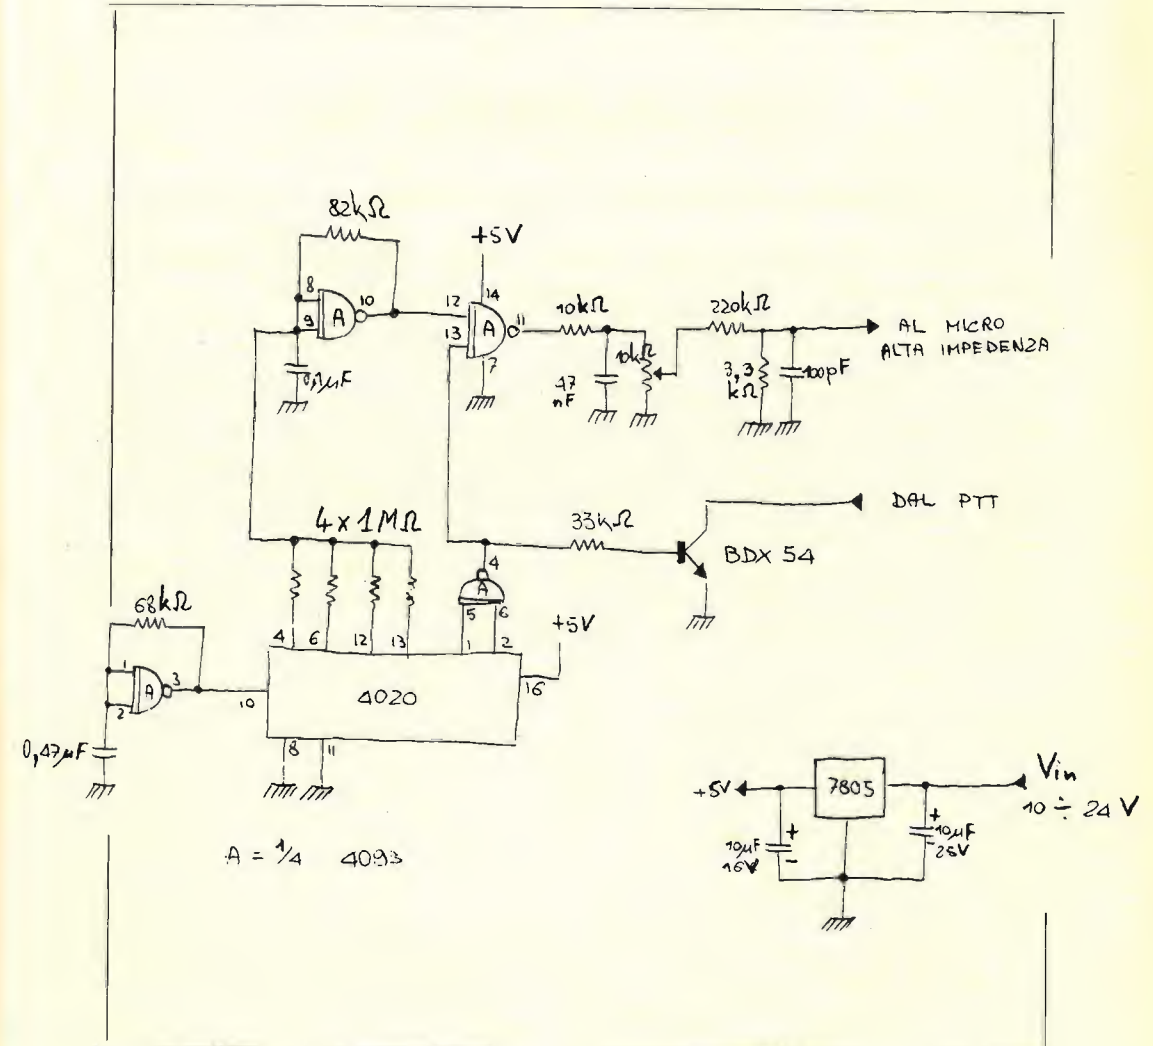 82kΩ
+5V
8
9
A
10
12
13
A
14
11
7
10kΩ
10kΩ
220kΩ
AL MICRO
ALTA IMPEDENZA
0,1µF
47
nF
3,3
kΩ
100pF
4x1MΩ
33kΩ
DAL PTT
BDX 54
4
A
5
6
+5V
68kΩ
4
6
12
13
1
2
1
A
3
2
10
4020
16
8
11
0,47µF
A = 1/4 4093
+5V
7805
Vin
10 ÷ 24 V
10µF
16V
+
-
+
10µF
-25V